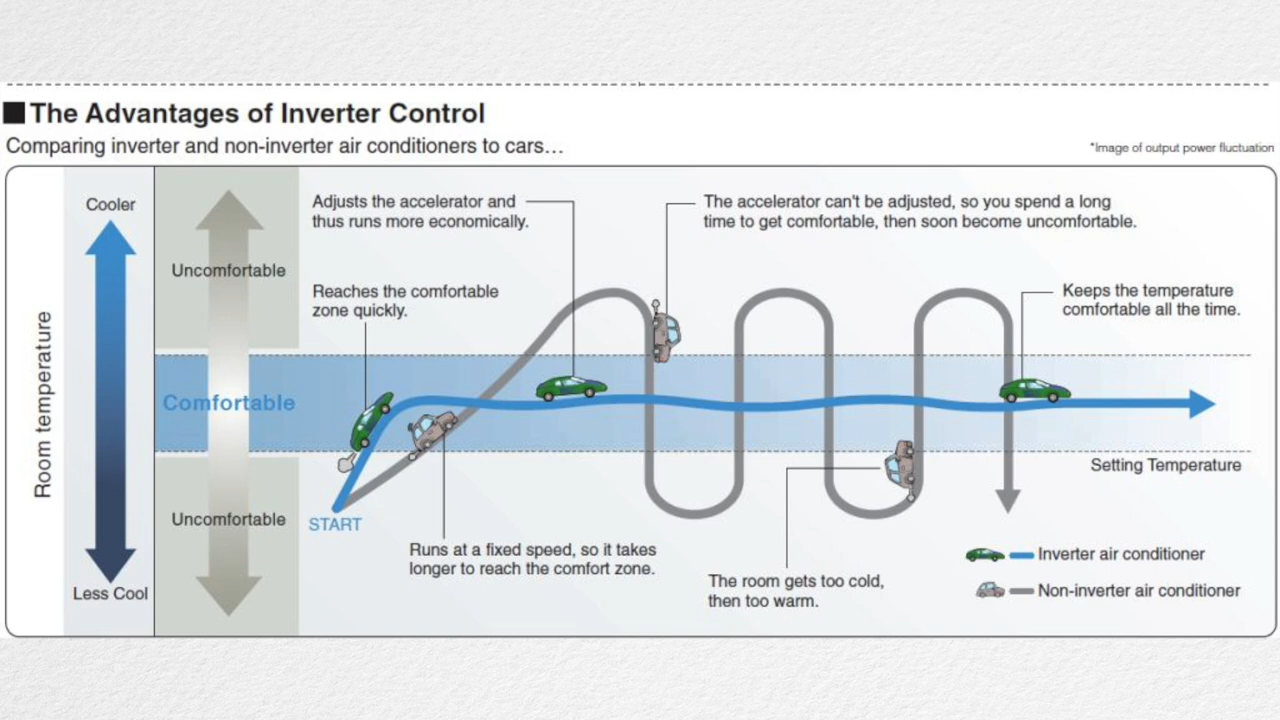 The Advantages of Inverter Control
Comparing inverter and non-inverter air conditioners to cars…
*Image of output power fluctuation
Room temperature
Cooler
Less Cool
Uncomfortable
Comfortable
Uncomfortable
Adjusts the accelerator and
thus runs more economically.
The accelerator can't be adjusted, so you spend a long
time to get comfortable, then soon become uncomfortable.
Reaches the comfortable
zone quickly.
Keeps the temperature
comfortable all the time.
Setting Temperature
START
Runs at a fixed speed, so it takes
longer to reach the comfort zone.
The room gets too cold,
then too warm.
Inverter air conditioner
Non-inverter air conditioner